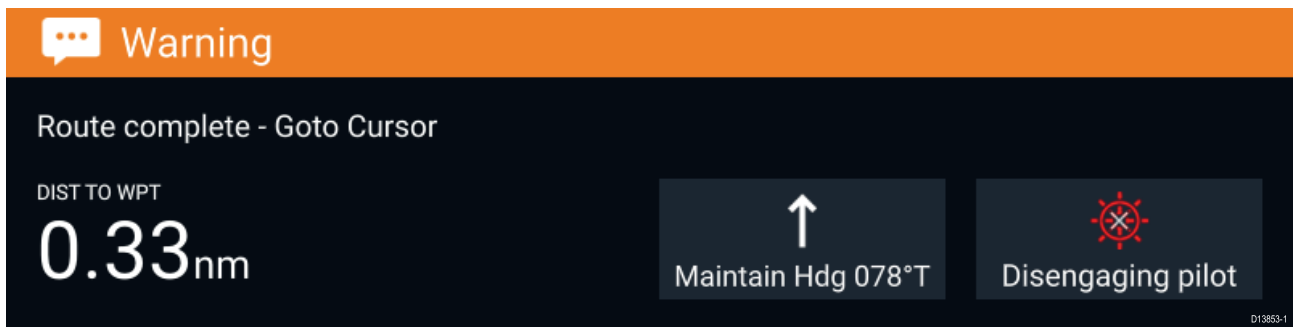 Warning
Route complete - Goto Cursor
DIST TO WPT
0.33nm
Maintain Hdg 078°T
Disengaging pilot
D13853-1